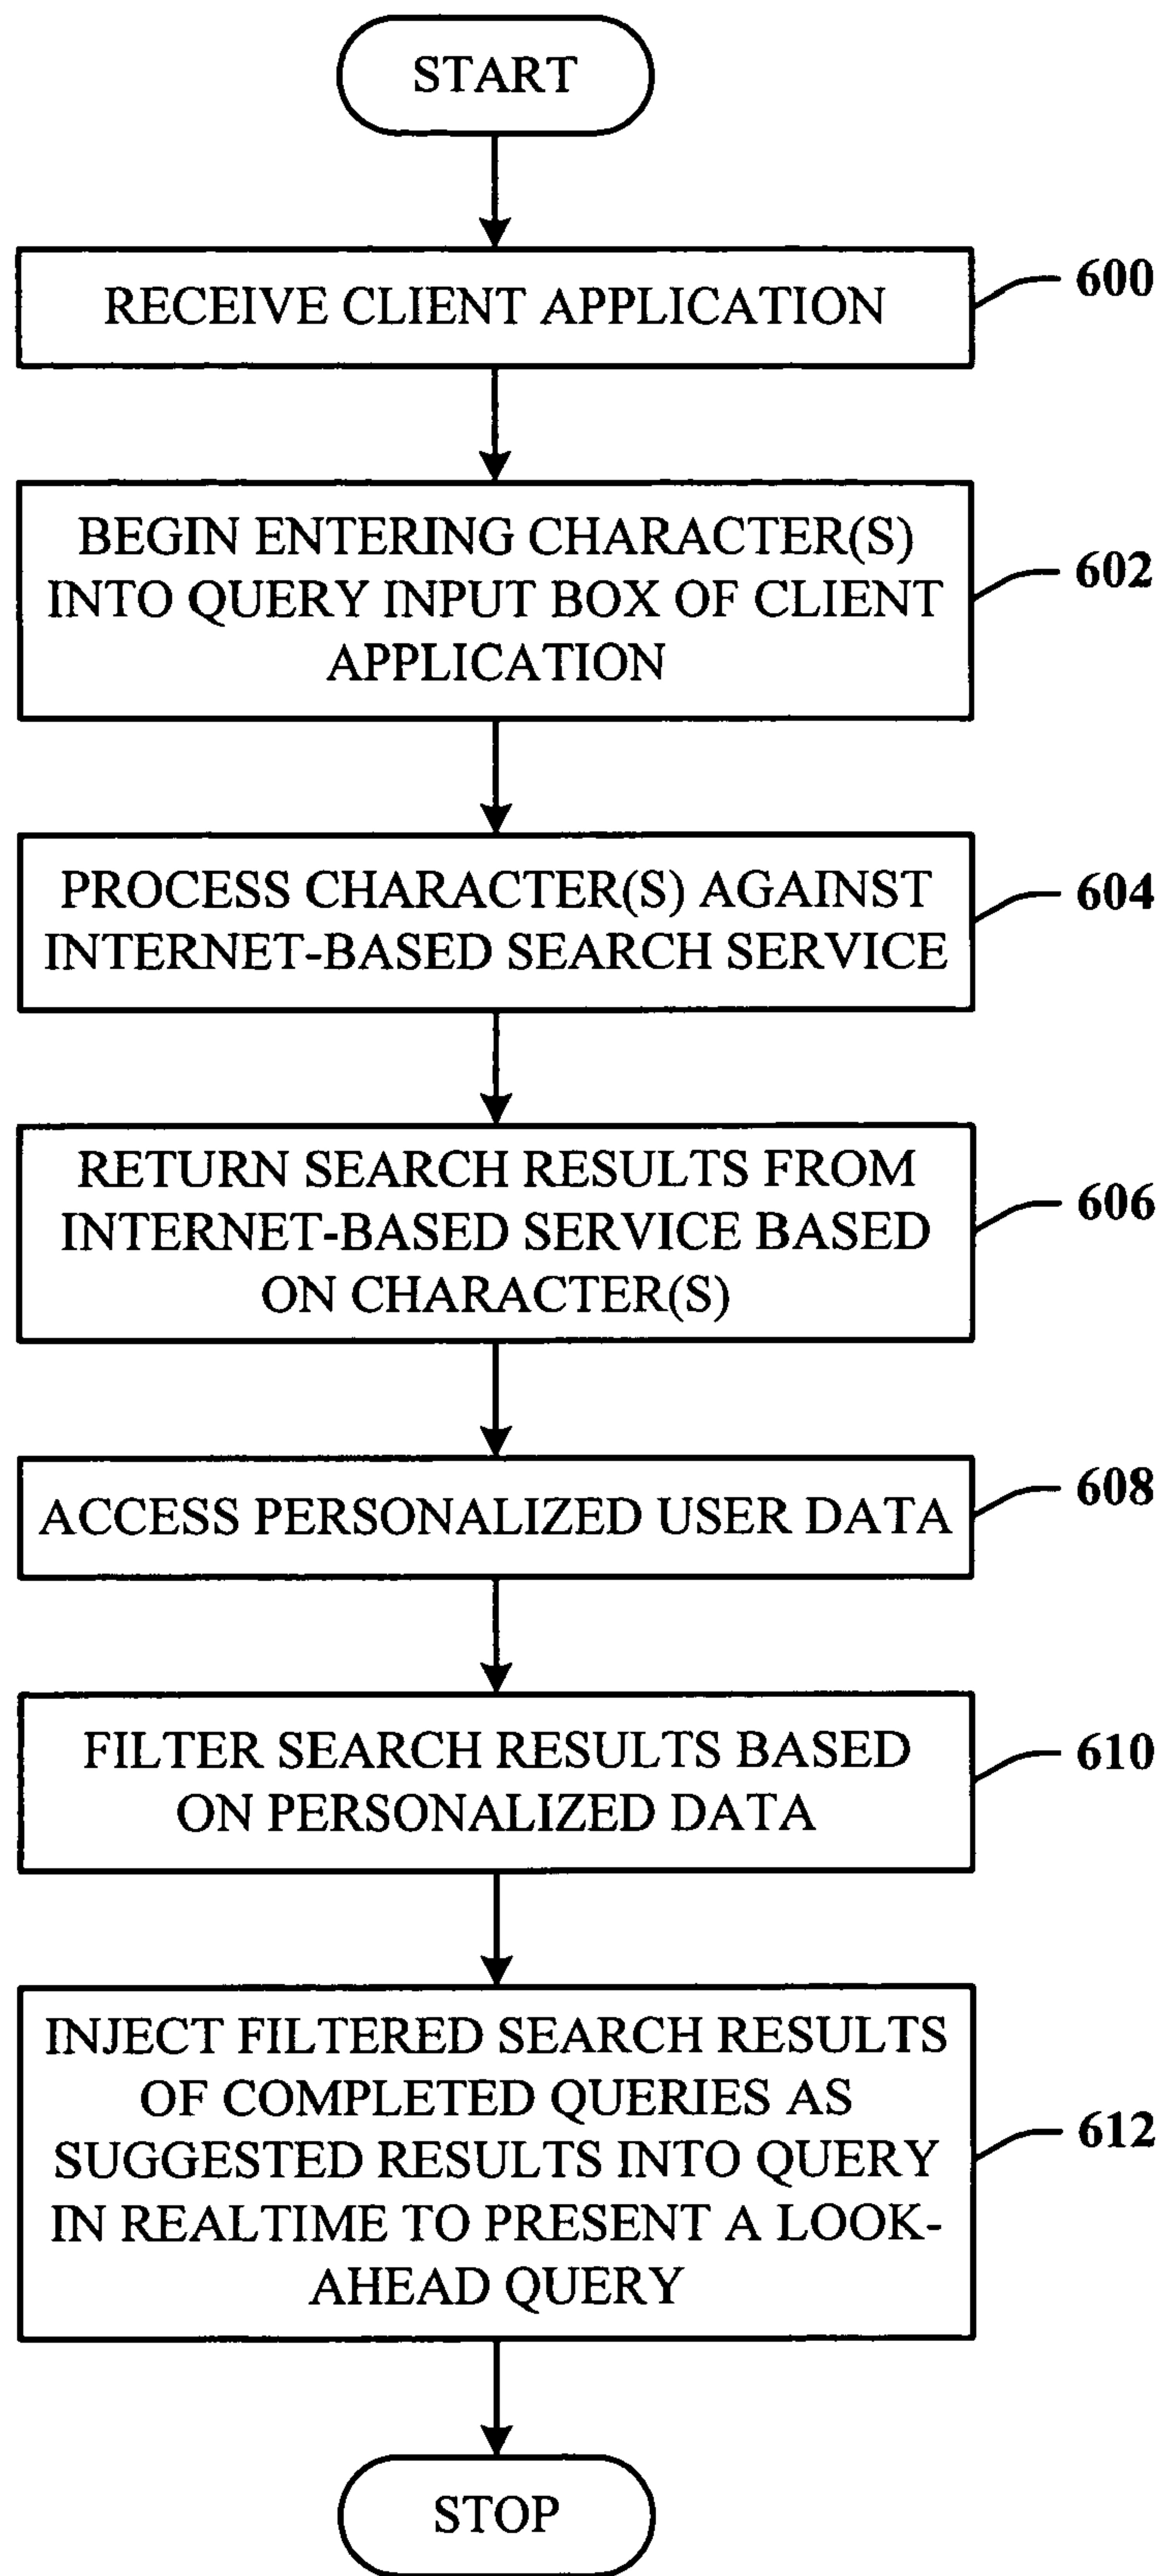 START
RECEIVE CLIENT APPLICATION
600
BEGIN ENTERING CHARACTER(S)
INTO QUERY INPUT BOX OF CLIENT
APPLICATION
602
PROCESS CHARACTER(S) AGAINST
INTERNET-BASED SEARCH SERVICE
604
RETURN SEARCH RESULTS FROM
INTERNET-BASED SERVICE BASED
ON CHARACTER(S)
606
ACCESS PERSONALIZED USER DATA
608
FILTER SEARCH RESULTS BASED
ON PERSONALIZED DATA
610
INJECT FILTERED SEARCH RESULTS
OF COMPLETED QUERIES AS
SUGGESTED RESULTS INTO QUERY
IN REALTIME TO PRESENT A LOOK-
AHEAD QUERY
612
STOP